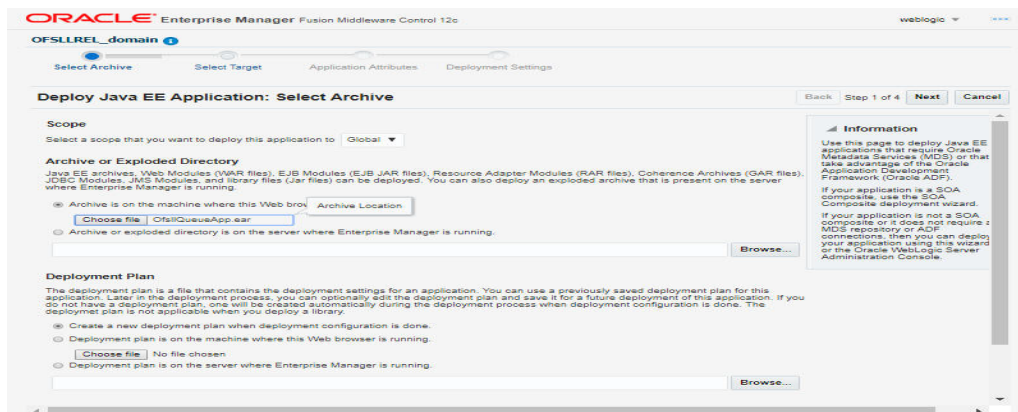 ORACLE Enterprise Manager Fusion Middleware Control 12c
weblogic
OFSLLREL_domain
Select Archive
Select Target
Application Attributes
Deployment Settings
Deploy Java EE Application: Select Archive
Back Step 1 of 4 Next Cancel
Scope
Select a scope that you want to deploy this application to Global
Archive or Exploded Directory
Java EE archives, Web Modules (WAR files), EJB Modules (EJB JAR files), Resource Adapter Modules (RAR files), Coherence Archives (GAR files),
JDBC Modules, JMS Modules, and library files (Jar files) can be deployed. You can also deploy an exploded archive that is present on the server
where Enterprise Manager is running.
Archive is on the machine where this Web brow
Archive Location
Choose file OfsllQueueApp.ear
Archive or exploded directory is on the server where Enterprise Manager is running.
Browse...
Deployment Plan
The deployment plan is a file that contains the deployment settings for an application. You can use a previously saved deployment plan for this
application. Later in the deployment process, you can optionally edit the deployment plan and save it for a future deployment of this application. If you
do not have a deployment plan, one will be created automatically during the deployment process when deployment configuration is done. The
deploymet plan is not applicable when you deploy a library.
Create a new deployment plan when deployment configuration is done.
Deployment plan is on the machine where this Web browser is running.
Choose file No file chosen
Deployment plan is on the server where Enterprise Manager is running.
Browse...
Information
Use this page to deploy Java EE
applications that require Oracle
Metadata Services (MDS) or that
take advantage of the Oracle
Application Development
Framework (Oracle ADF).
If your application is a SOA
composite, use the SOA
Composite deployment wizard.
If your application is not a SOA
composite or it does not require a
MDS repository or ADF
connections, then you can deploy
your application using this wizard
or the Oracle WebLogic Server
Administration Console.